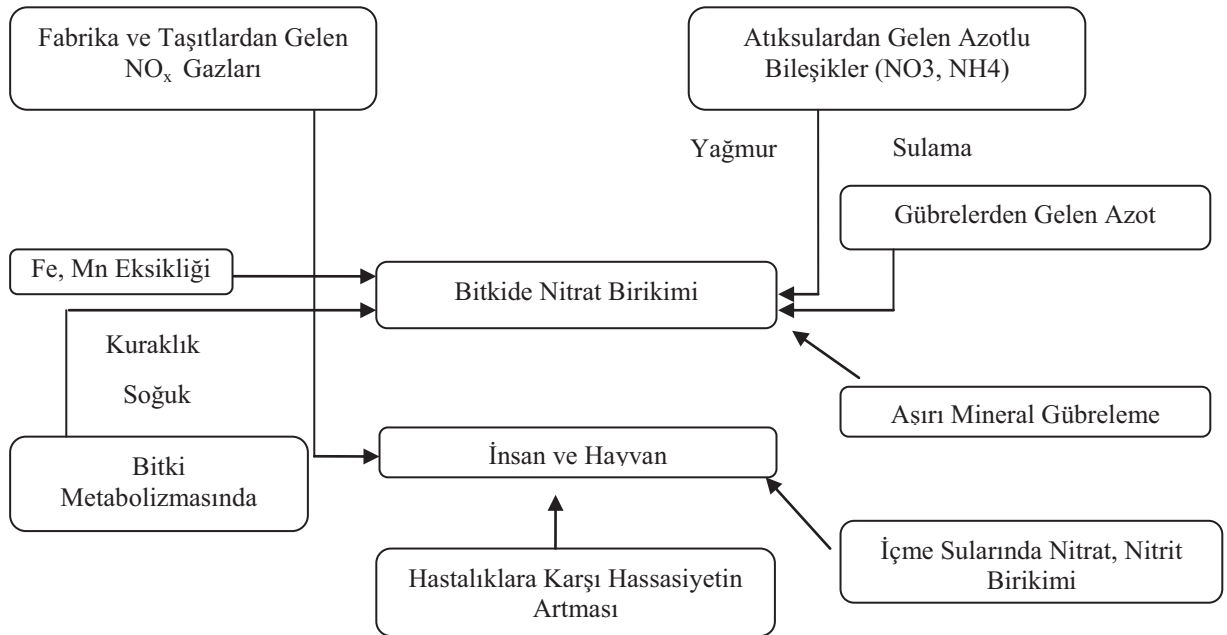 Fabrika ve Taşıtlardan Gelen
NOx Gazları
Atıksulardan Gelen Azotlu
Bileşikler (NO3, NH4)
Yağmur
Sulama
Gübrelerden Gelen Azot
Fe, Mn Eksikliği
Bitkide Nitrat Birikimi
Kuraklık
Soğuk
Aşırı Mineral Gübreleme
İnsan ve Hayvan
Bitki
Metabolizmasında
İçme Sularında Nitrat, Nitrit
Birikimi
Hastalıklara Karşı Hassasiyetin
Artması